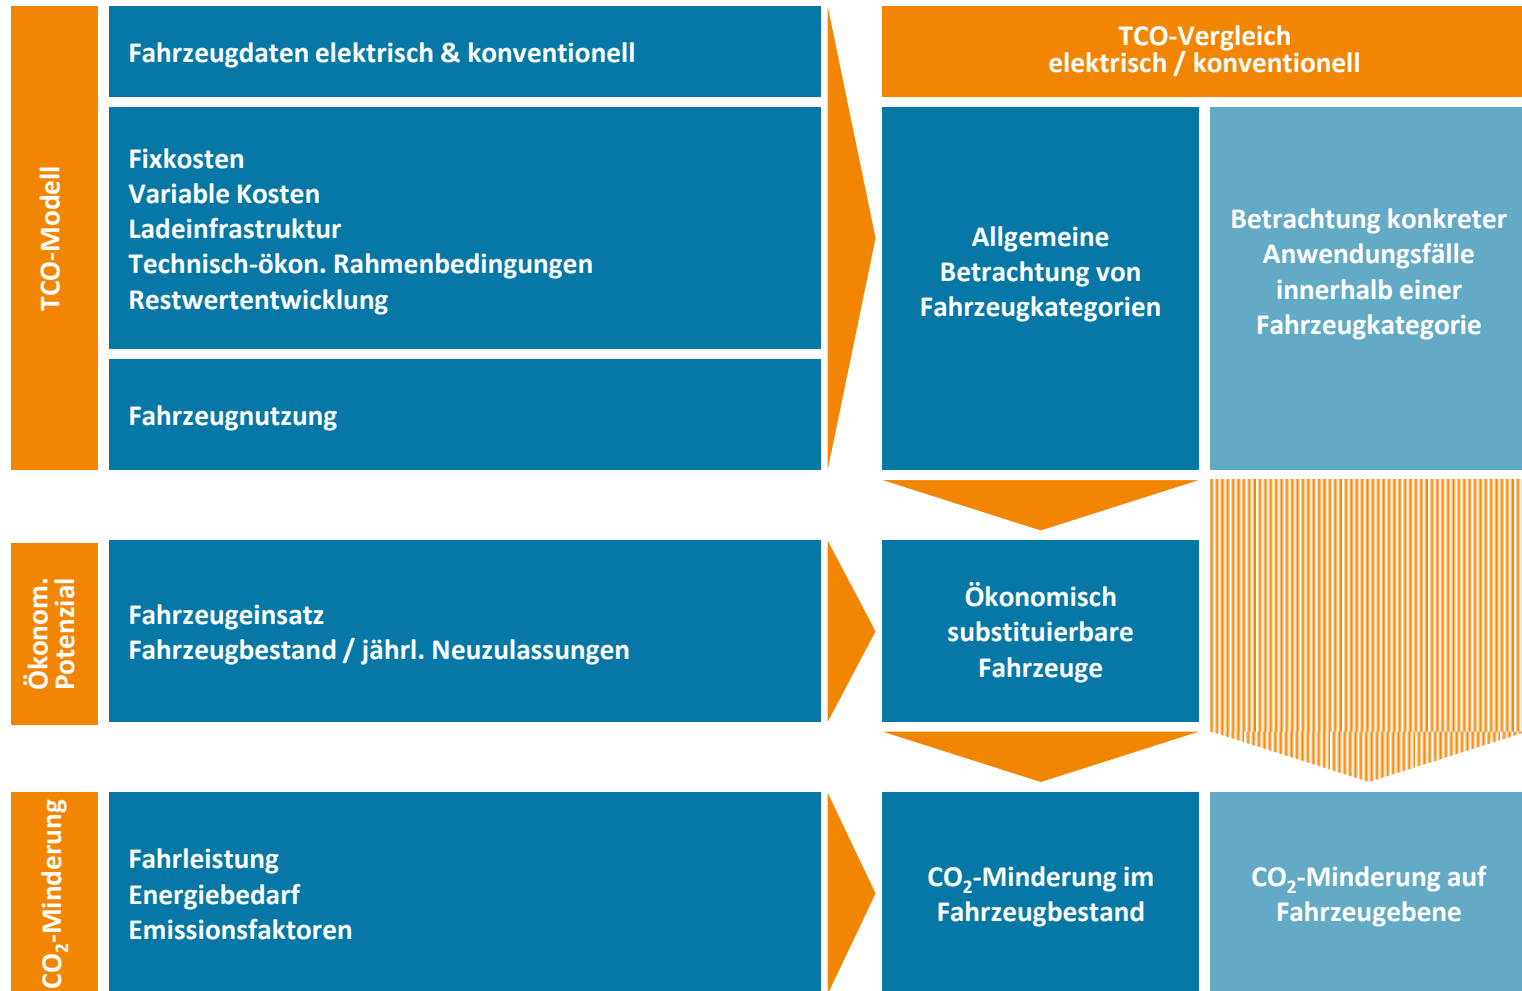 TCO-Modell
Fahrzeugdaten elektrisch & konventionell
Fixkosten
Variable Kosten
Ladeinfrastruktur
Technisch-ökon. Rahmenbedingungen
Restwertentwicklung
Fahrzeugnutzung
TCO-Vergleich
elektrisch / konventionell
Allgemeine
Betrachtung von
Fahrzeugkategorien
Betrachtung konkreter
Anwendungsfälle
innerhalb einer
Fahrzeugkategorie
Ökonom.
Potenzial
Fahrzeugeinsatz
Fahrzeugbestand / jährl. Neuzulassungen
Ökonomisch
substituierbare
Fahrzeuge
CO₂-Minderung
Fahrleistung
Energiebedarf
Emissionsfaktoren
CO₂-Minderung im
Fahrzeugbestand
CO₂-Minderung auf
Fahrzeugebene